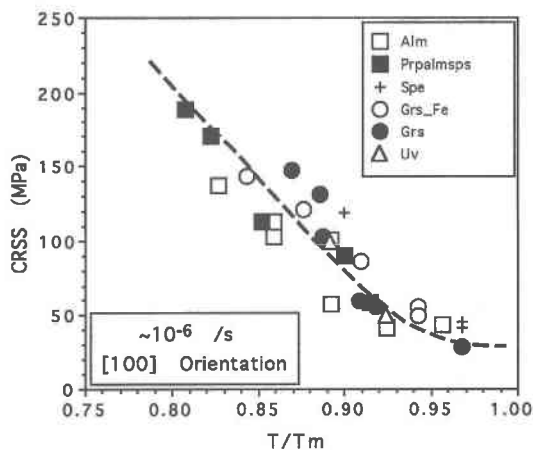 250
200
150
100
50
0
CRSS (MPa)
Alm
Prpalmsps
Spe
Grs_Fe
Grs
Uv
~10-6 /s
[100] Orientation
0.75 0.80 0.85 0.90 0.95 1.00
T/Tm